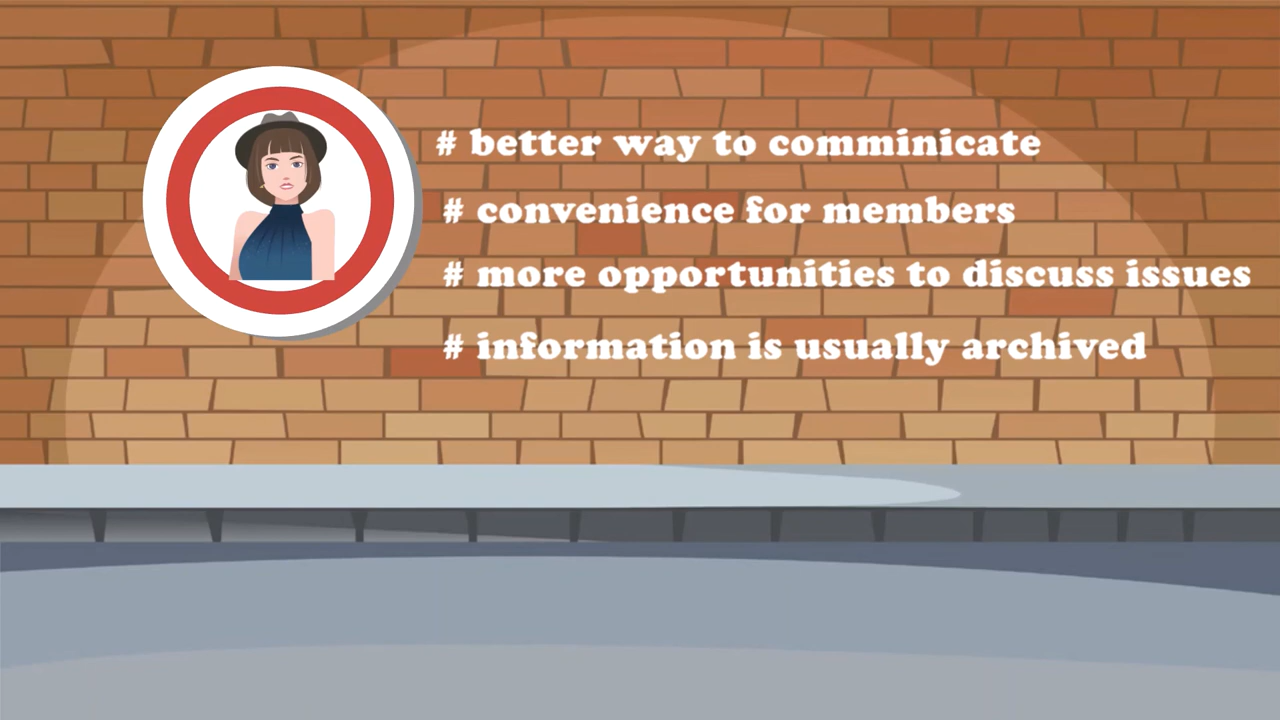 # better way to comminicate
# convenience for members
# more opportunities to discuss issues
# information is usually archived